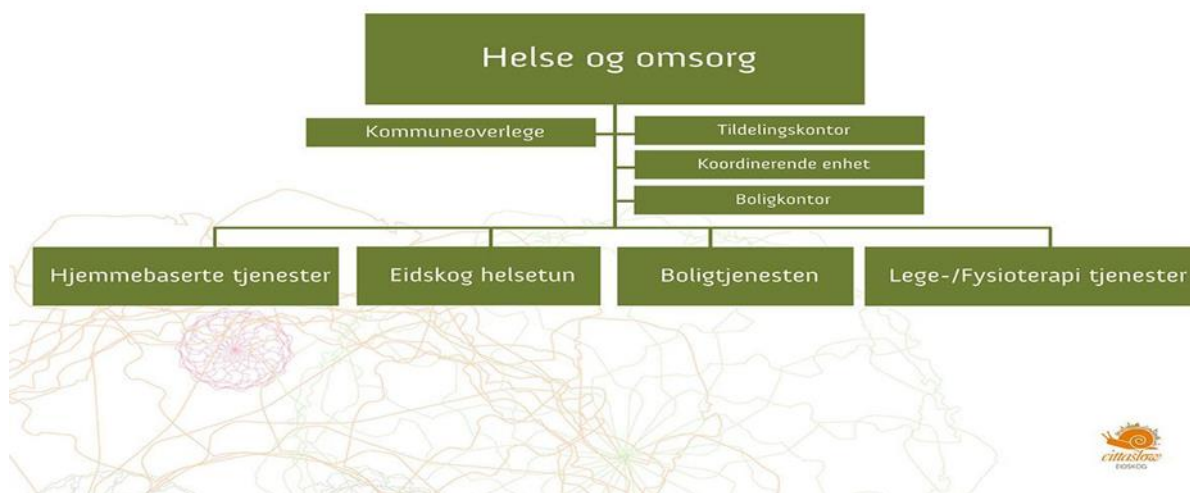 Helse og omsorg
Kommuneoverlege
Tildelingskontor
Koordinerende enhet
Boligkontor
Hjemmebaserte tjenester
Eidskog helsetun
Boligtjenesten
Lege-/Fysioterapi tjenester
cittaslow
EIDSKOG